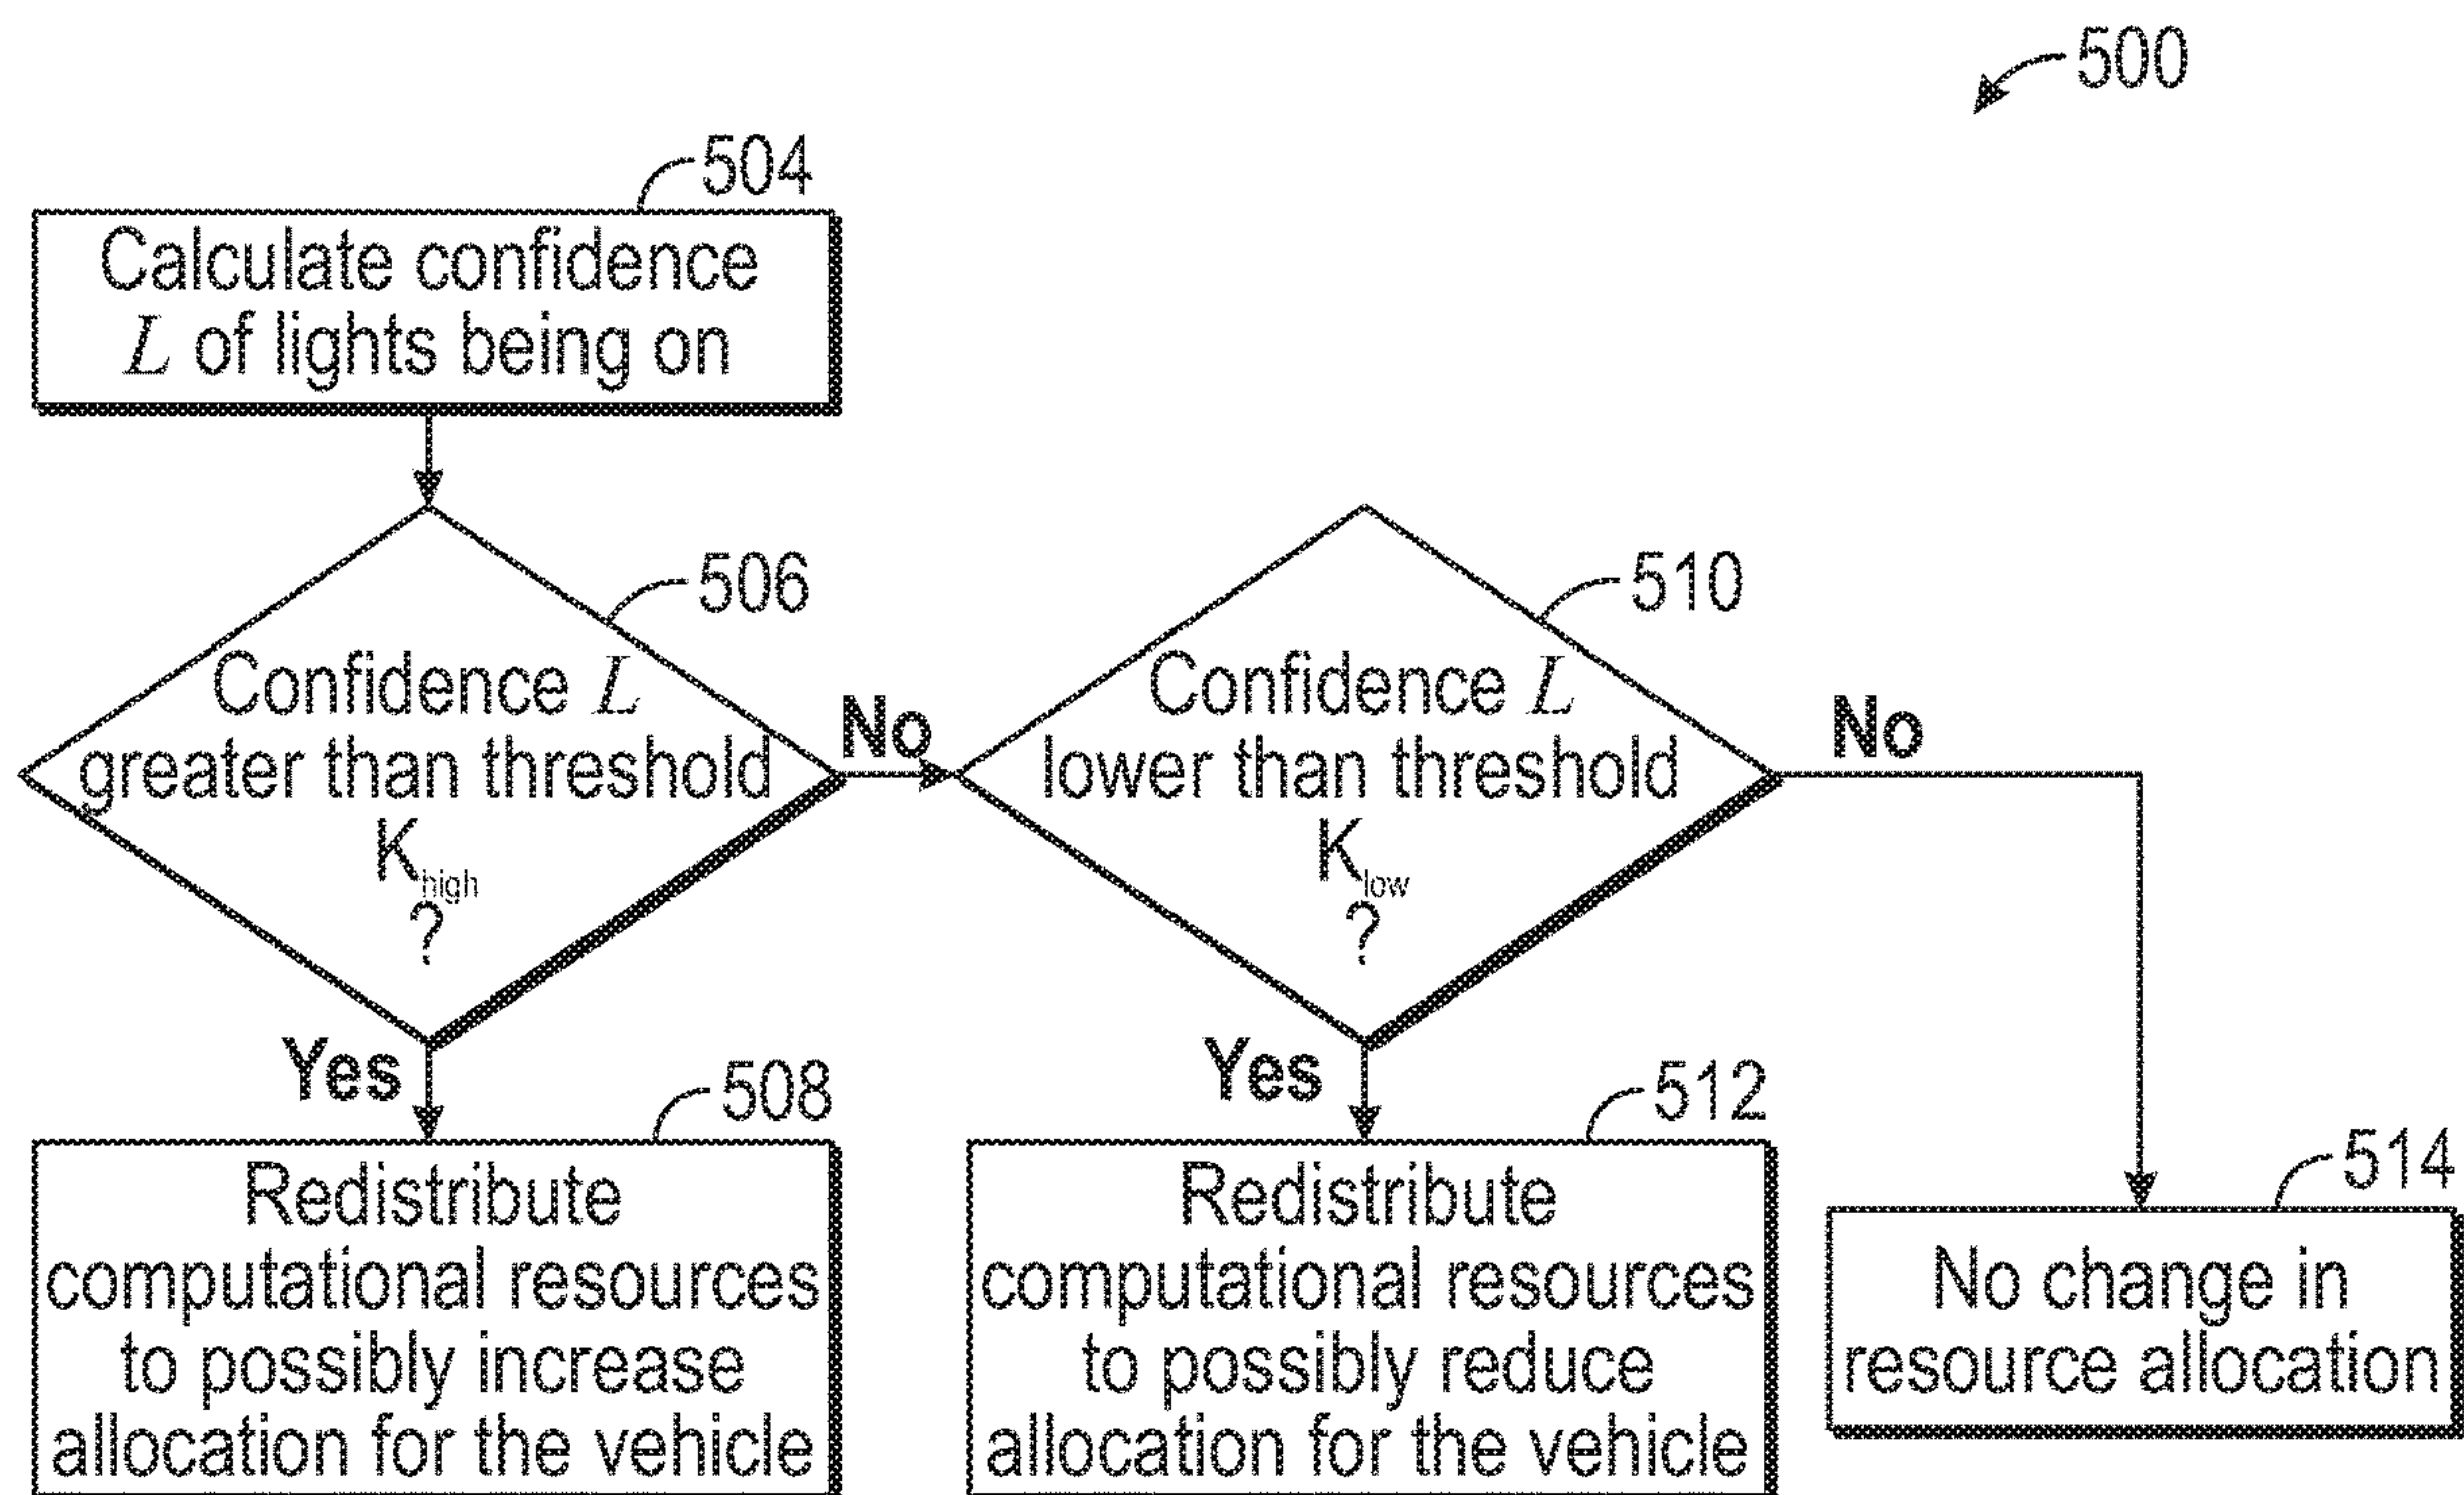 500
504
Calculate confidence
L of lights being on
506
Confidence L
greater than threshold
K_high
?
No
510
Confidence L
lower than threshold
K_low
?
No
Yes
508
Redistribute
computational resources
to possibly increase
allocation for the vehicle
Yes
512
Redistribute
computational resources
to possibly reduce
allocation for the vehicle
514
No change in
resource allocation